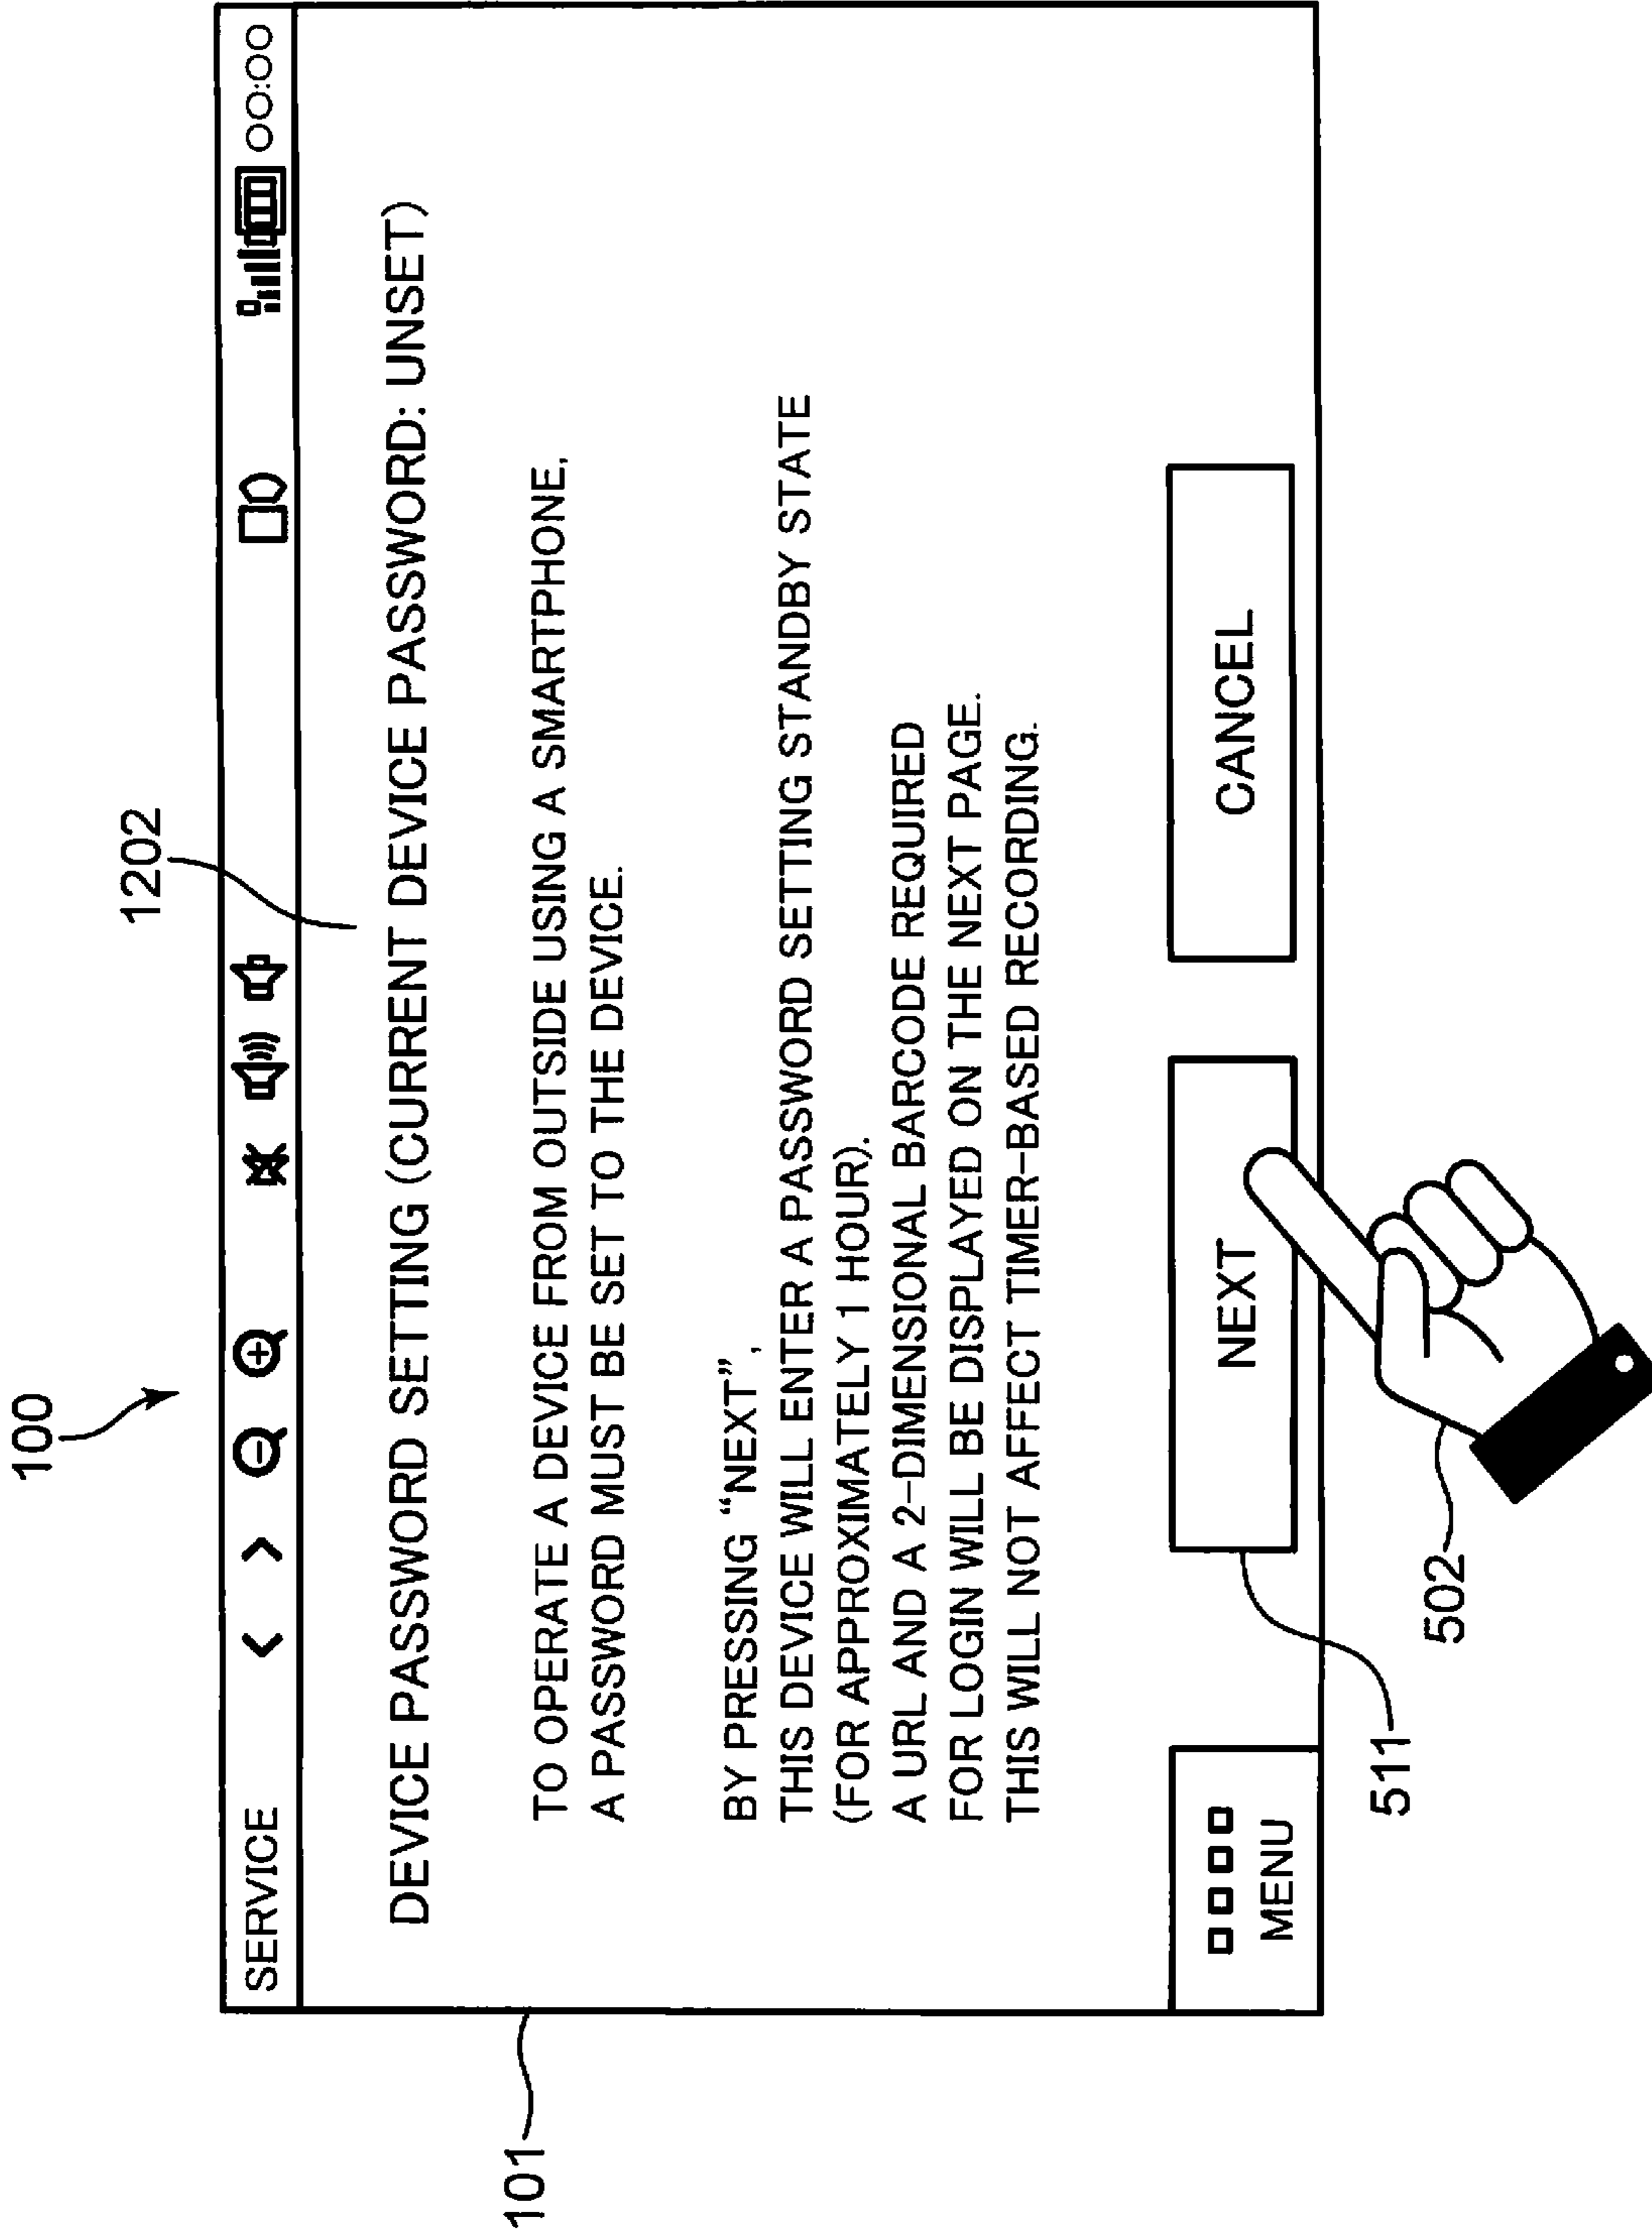 100
1202
SERVICE < > ○○:○○
DEVICE PASSWORD SETTING (CURRENT DEVICE PASSWORD: UNSET)
101
TO OPERATE A DEVICE FROM OUTSIDE USING A SMARTPHONE,
A PASSWORD MUST BE SET TO THE DEVICE.
BY PRESSING “NEXT”,
THIS DEVICE WILL ENTER A PASSWORD SETTING STANDBY STATE
(FOR APPROXIMATELY 1 HOUR).
A URL AND A 2-DIMENSIONAL BARCODE REQUIRED
FOR LOGIN WILL BE DISPLAYED ON THE NEXT PAGE.
THIS WILL NOT AFFECT TIMER-BASED RECORDING.
MENU
NEXT
CANCEL
511
502